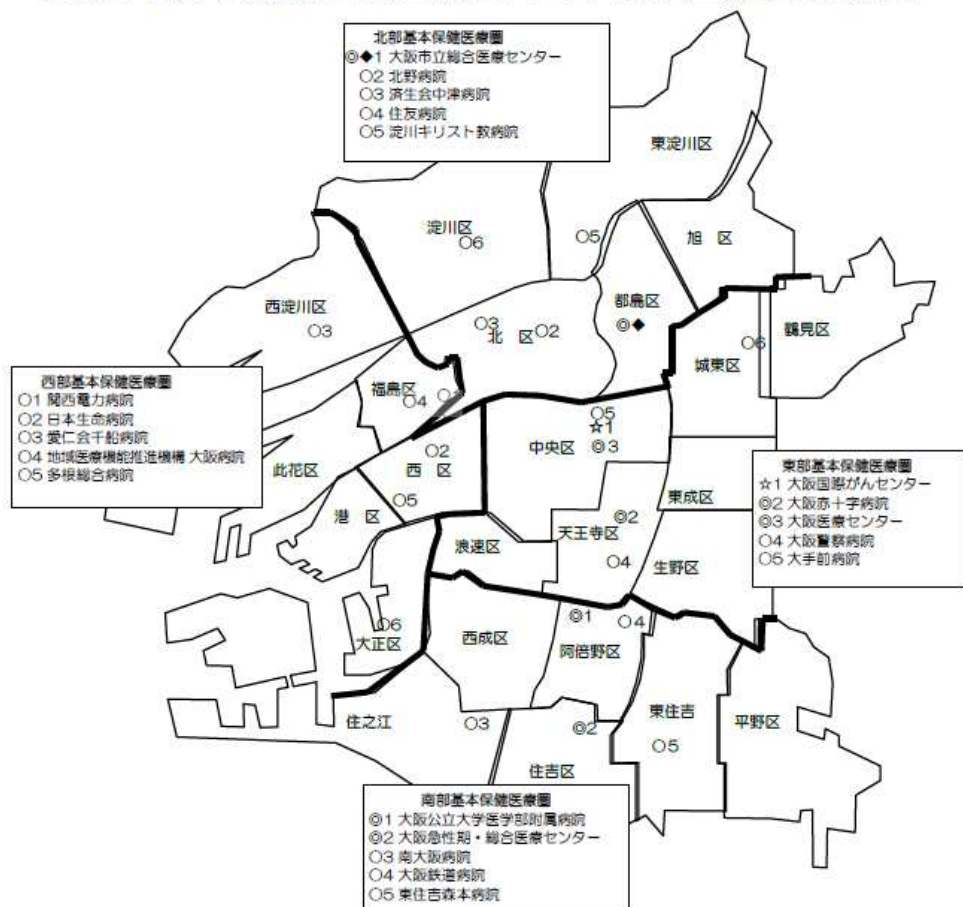 北部基本保健医療圏
◎◆1 大阪市立総合医療センター
○2 北野病院
○3 済生会中津病院
○4 住友病院
○5 淀川キリスト教病院
東淀川区
淀川区
○6
○5
旭 区
西淀川区
○3
都島区
◎◆
鶴見区
○3
北 区
○2
城東区
○6
西部基本保健医療圏
○1 関西電力病院
○2 日本生命病院
○3 愛仁会千船病院
○4 地域医療機能推進機構 大阪病院
○5 多根総合病院
福島区
○4
○5
☆1
中央区
◎3
○2
西 区
此花区
○5
港 区
東部基本保健医療圏
☆1 大阪国際がんセンター
◎2 大阪赤十字病院
◎3 大阪医療センター
○4 大阪警察病院
○5 大手前病院
東成区
◎2
天王寺区
○4
浪速区
生野区
○6
大正区
西成区
◎1
○4
阿倍野区
住之江
○3
◎2
住吉区
東住吉
○5
平野区
南部基本保健医療圏
◎1 大阪公立大学医学部附属病院
◎2 大阪急性期・総合医療センター
○3 南大阪病院
○4 大阪鉄道病院
○5 東住吉森本病院